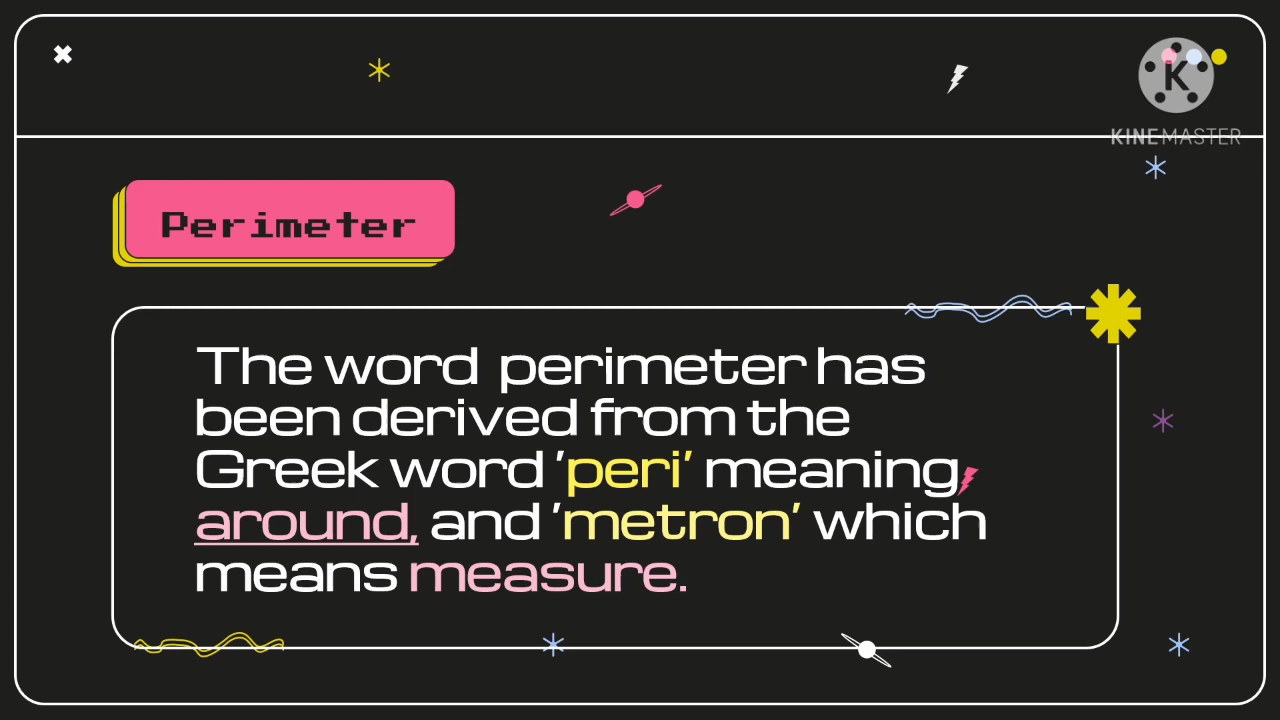 K
KINEMASTER
Perimeter
The word perimeter has
been derived from the
Greek word 'peri' meaning
around, and 'metron' which
means measure.